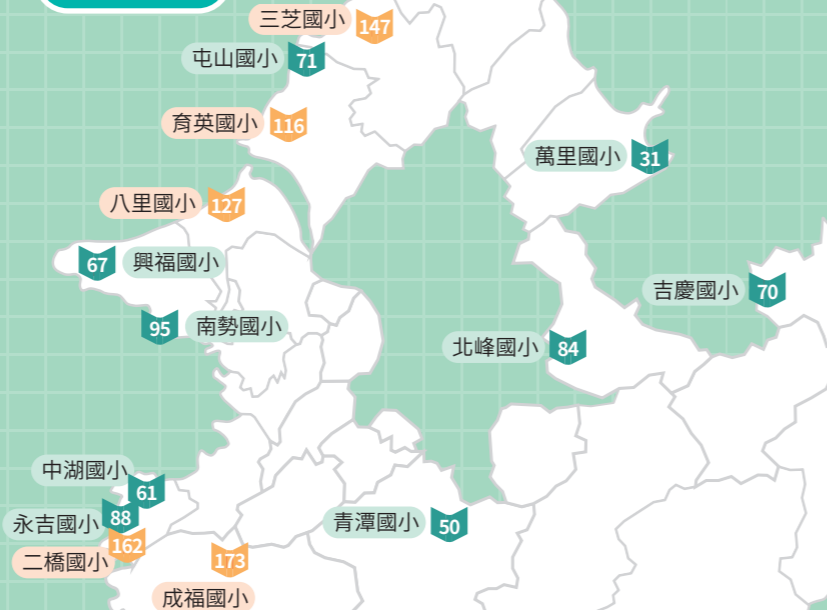 三芝國小 147
屯山國小 71
育英國小 116
萬里國小 31
八里國小 127
67 興福國小
吉慶國小 70
95 南勢國小
北峰國小 84
中湖國小 61
永吉國小 88
青潭國小 50
二橋國小 162
173
成福國小